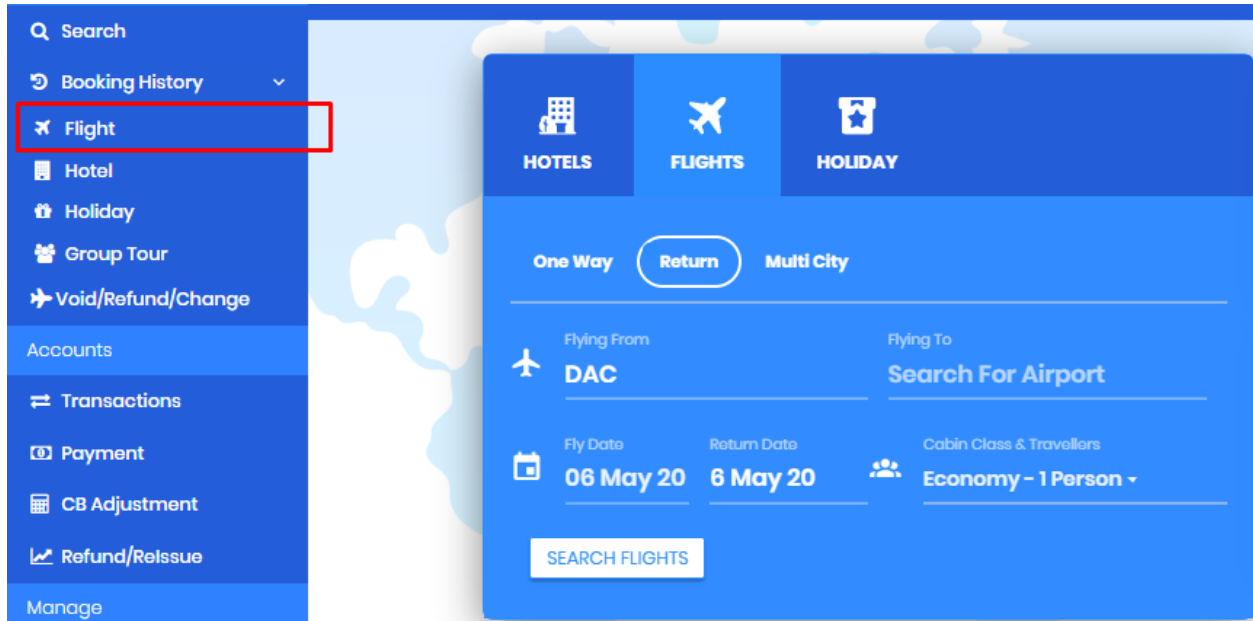 Search
Booking History
Flight
Hotel
Holiday
Group Tour
Void/Refund/Change
Accounts
Transactions
Payment
CB Adjustment
Refund/ReIssue
Manage
HOTELS FLIGHTS HOLIDAY
One Way Return Multi City
Flying From Flying To
DAC Search For Airport
Fly Date Return Date Cabin Class & Travellers
06 May 20 6 May 20 Economy - 1 Person
SEARCH FLIGHTS